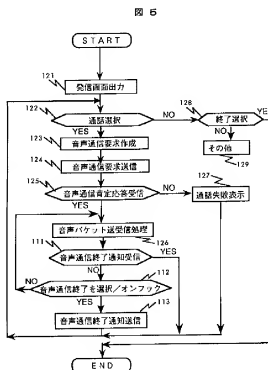 図 5
START
121
発信画面出力
122
通話選択
NO
128
終了選択
YE
YES
NO
123
音声通信要求作成
その他
129
124
音声通信要求送信
125
音声通信肯定応答受信
NO
127
通話失敗表示
YES
音声パケット送受信処理
126
111
音声通信終了通知受信
YES
NO
112
NO
音声通信終了を選択/オンフック
YES
113
音声通信終了通知送信
END